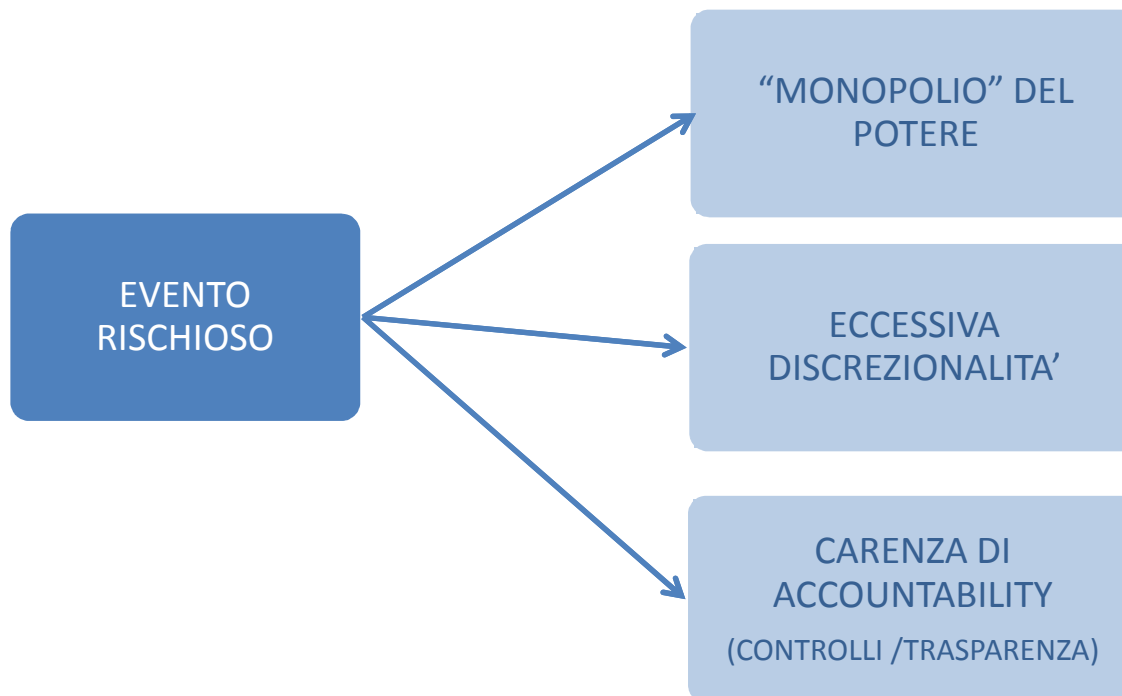 EVENTO
RISCHIOSO
“MONOPOLIO” DEL
POTERE
ECCESSIVA
DISCREZIONALITA’
CARENZA DI
ACCOUNTABILITY
(CONTROLLI /TRASPARENZA)